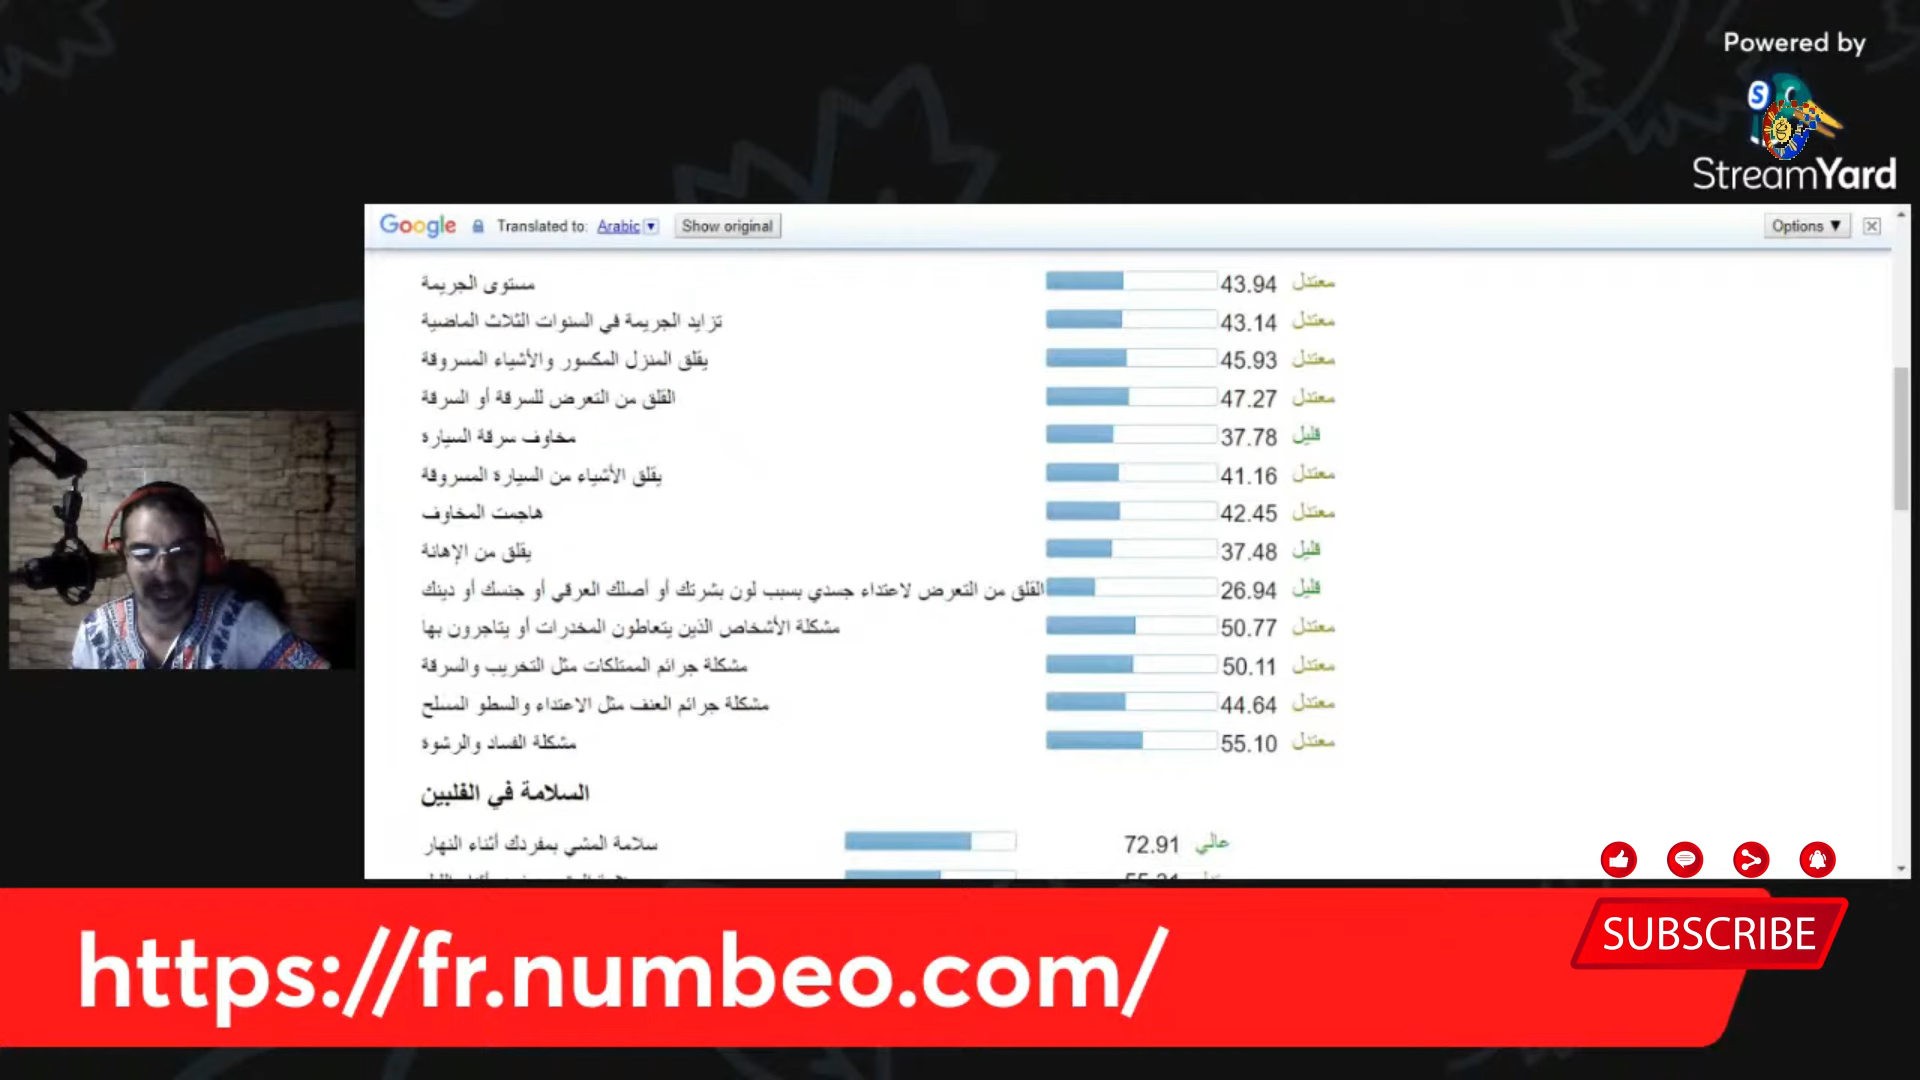 Powered by
StreamYard
Google Translated to: Arabic Show original Options ▼
مستوى الجريمة 43.94 معتدل
تزايد الجريمة في السنوات الثلاث الماضية 43.14 معتدل
يقلق المنزل المكسور والأشياء المسروقة 45.93 معتدل
القلق من التعرض للسرقة أو السرقة 47.27 معتدل
مخاوف سرقة السيارة 37.78 قليل
يقلق الأشياء من السيارة المسروقة 41.16 معتدل
هاجمت المخاوف 42.45 معتدل
يقلق من الإهانة 37.48 قليل
القلق من التعرض لاعتداء جسدي بسبب لون بشرتك أو أصلك العرقي أو جنسك أو دينك 26.94 قليل
مشكلة الأشخاص الذين يتعاطون المخدرات أو يتاجرون بها 50.77 معتدل
مشكلة جرائم الممتلكات مثل التخريب والسرقة 50.11 معتدل
مشكلة جرائم العنف مثل الاعتداء والسطو المسلح 44.64 معتدل
مشكلة الفساد والرشوة 55.10 معتدل
السلامة في الفلبين
سلامة المشي بمفردك أثناء النهار 72.91 عالي
SUBSCRIBE
https://fr.numbeo.com/